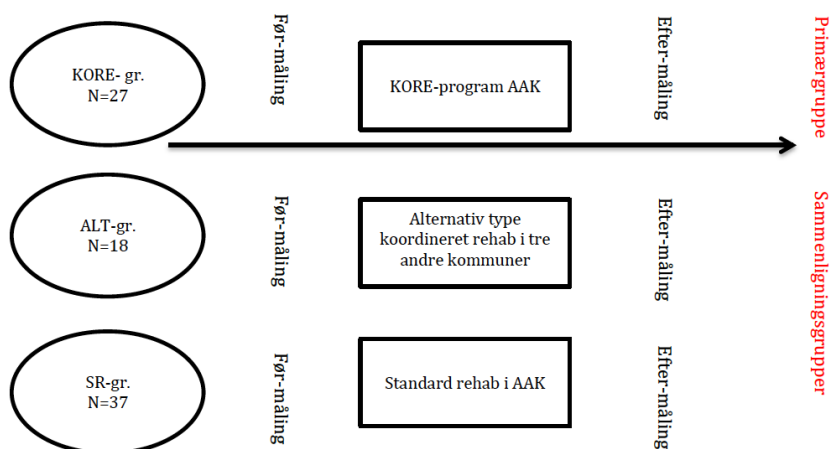 KORE- gr.
N=27
Før-måling
KORE-program AAK
Efter-måling
Primærgruppe
ALT-gr.
N=18
Før-måling
Alternativ type
koordineret rehab i tre
andre kommuner
Efter-måling
Sammenligningsgrupper
SR-gr.
N=37
Før-måling
Standard rehab i AAK
Efter-måling